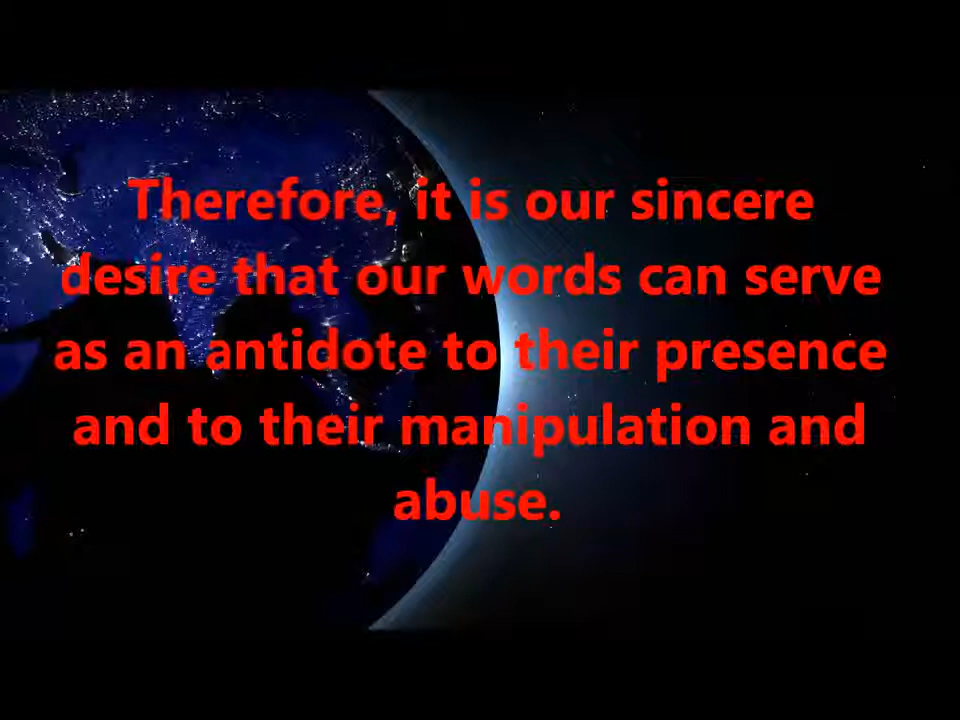 Therefore, it is our sincere
desire that our words can serve
as an antidote to their presence
and to their manipulation and
abuse.